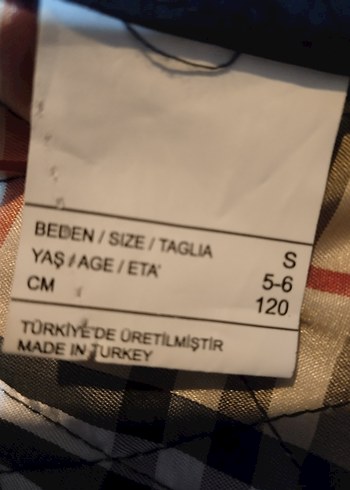 BEDEN / SIZE / TAGLIA S
YAŞ / AGE / ETA' 5-6
CM 120
TÜRKİYE'DE ÜRETİLMİŞTİR
MADE IN TURKEY